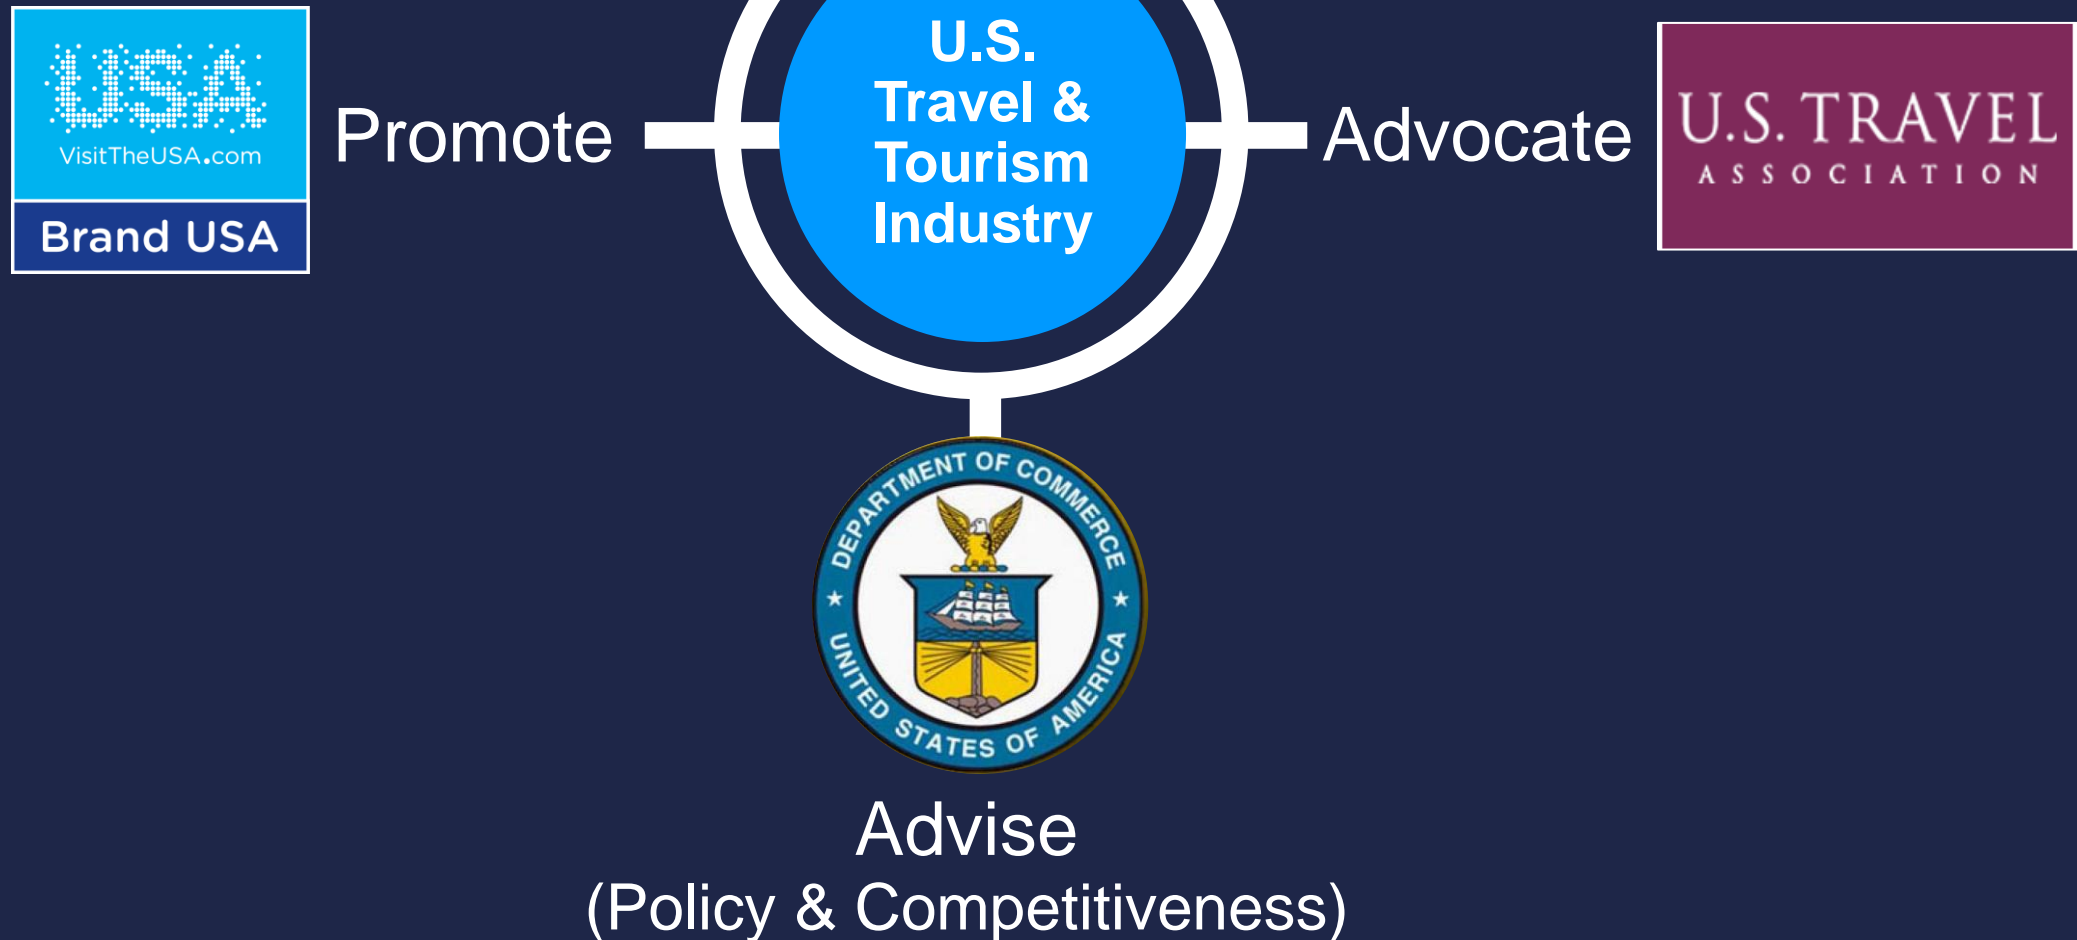 USA
VisitTheUSA.com
Brand USA
Promote
U.S.
Travel &
Tourism
Industry
Advocate
U.S. TRAVEL
ASSOCIATION
DEPARTMENT OF COMMERCE
UNITED STATES OF AMERICA
Advise
(Policy & Competitiveness)